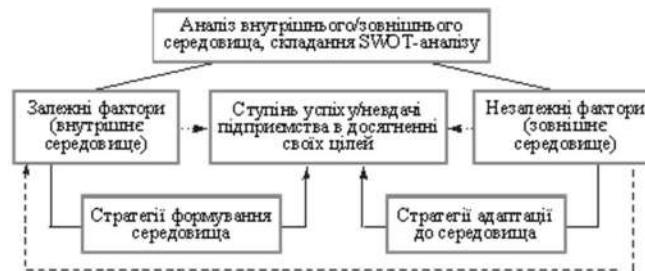 Аналіз внутрішнього/зовнішнього
середовища, складання SWOT-аналізу
Залежні фактори
(внутрішнє
середовище)
Ступінь успіху/невдачі
підприємства в досягненні
своїх цілей
Незалежні фактори
(зовнішнє
середовище)
Стратегії формування
середовища
Стратегії адаптації
до середовища